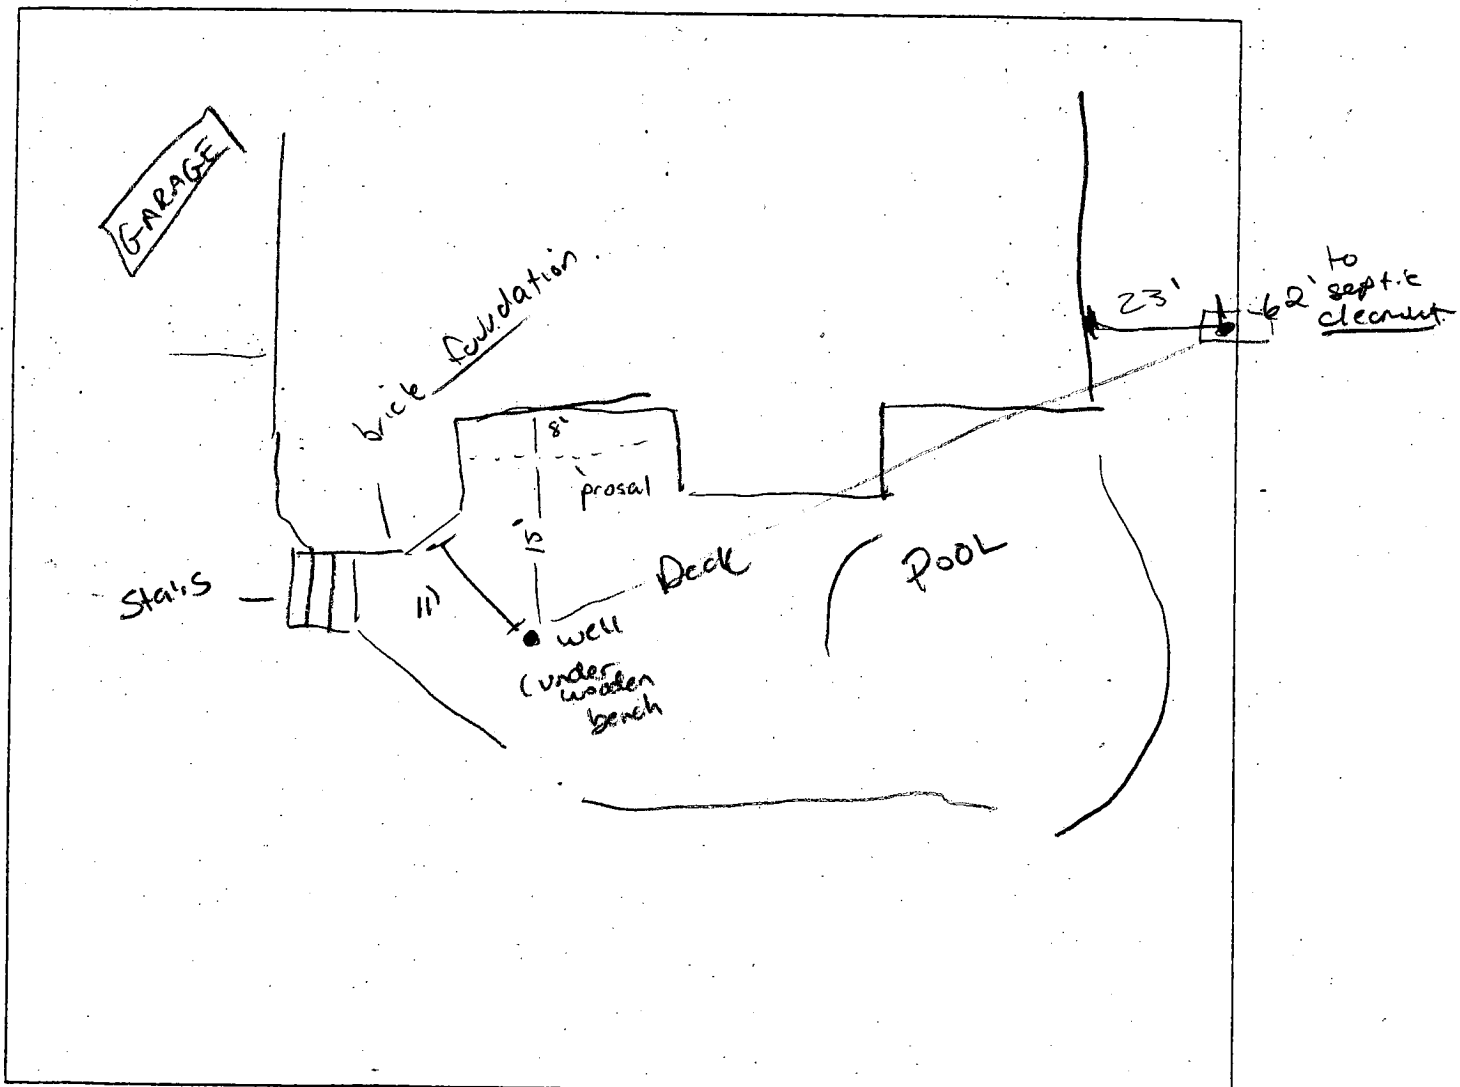 GARAGE
brick foundation
23'
62' to
septic
cleanout
8'
prosal
15'
Stairs
11'
Deck
POOL
well
(under
wooden
bench